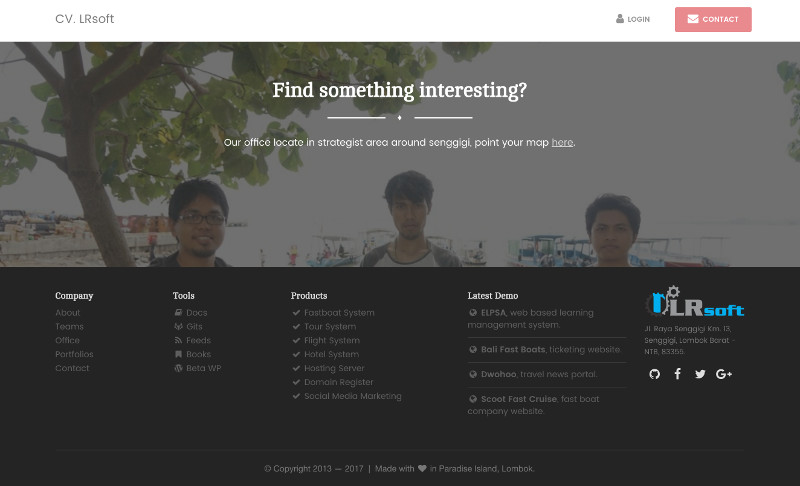 CV. LRsoft
LOGIN
CONTACT
Find something interesting?
Our office locate in strategist area around senggigi, point your map here.
Company
About
Teams
Office
Portfolios
Contact
Tools
Docs
Gits
Feeds
Books
Beta WP
Products
Fastboat System
Tour System
Flight System
Hotel System
Hosting Server
Domain Register
Social Media Marketing
Latest Demo
ELPSA, web based learning
management system.
Bali Fast Boats, ticketing website.
Dwohoo, travel news portal.
Scoot Fast Cruise, fast boat
company website.
LRsoft
Jl. Raya Senggigi Km. 13,
Senggigi, Lombok Barat -
NTB, 83355.
© Copyright 2013 — 2017 | Made with ❤ in Paradise Island, Lombok.